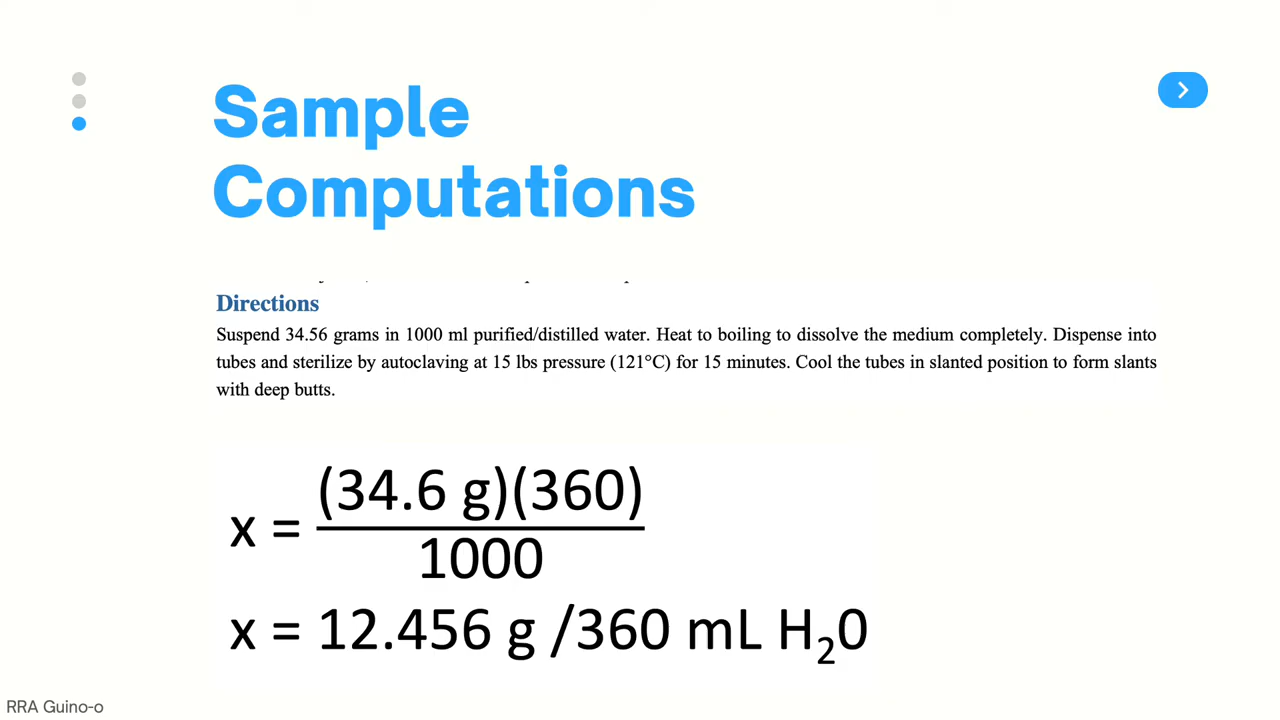 Sample
Computations
Directions
Suspend 34.56 grams in 1000 ml purified/distilled water. Heat to boiling to dissolve the medium completely. Dispense into
tubes and sterilize by autoclaving at 15 lbs pressure (121°C) for 15 minutes. Cool the tubes in slanted position to form slants
with deep butts.
(34.6 g)(360)
x =
1000
x = 12.456 g /360 mL H₂0
RRA Guino-o